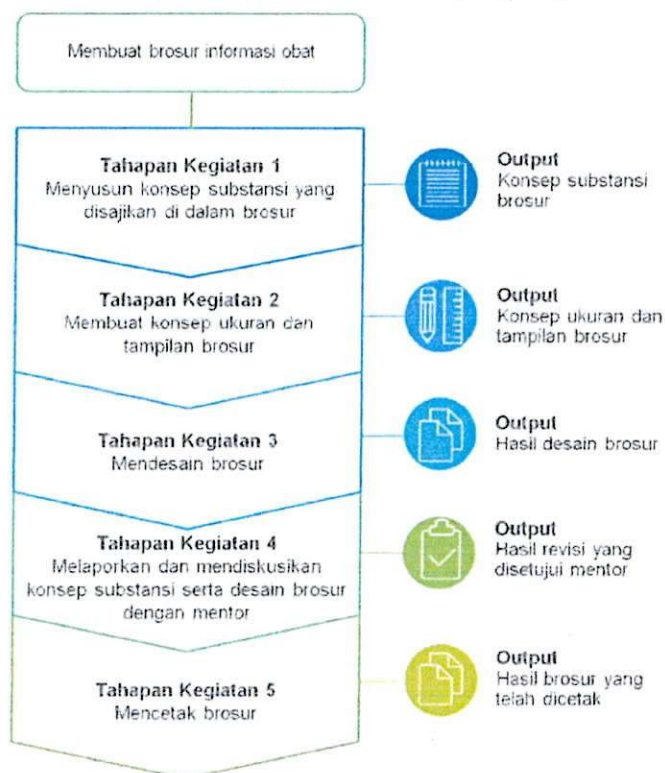 Membuat brosur informasi obat
Tahapan Kegiatan 1
Menyusun konsep substansi yang
disajikan di dalam brosur
Output
Konsep substansi
brosur
Tahapan Kegiatan 2
Membuat konsep ukuran dan
tampilan brosur
Output
Konsep ukuran dan
tampilan brosur
Tahapan Kegiatan 3
Mendesain brosur
Output
Hasil desain brosur
Tahapan Kegiatan 4
Melaporkan dan mendiskusikan
konsep substansi serta desain brosur
dengan mentor
Output
Hasil revisi yang
disetujui mentor
Tahapan Kegiatan 5
Mencetak brosur
Output
Hasil brosur yang
telah dicetak